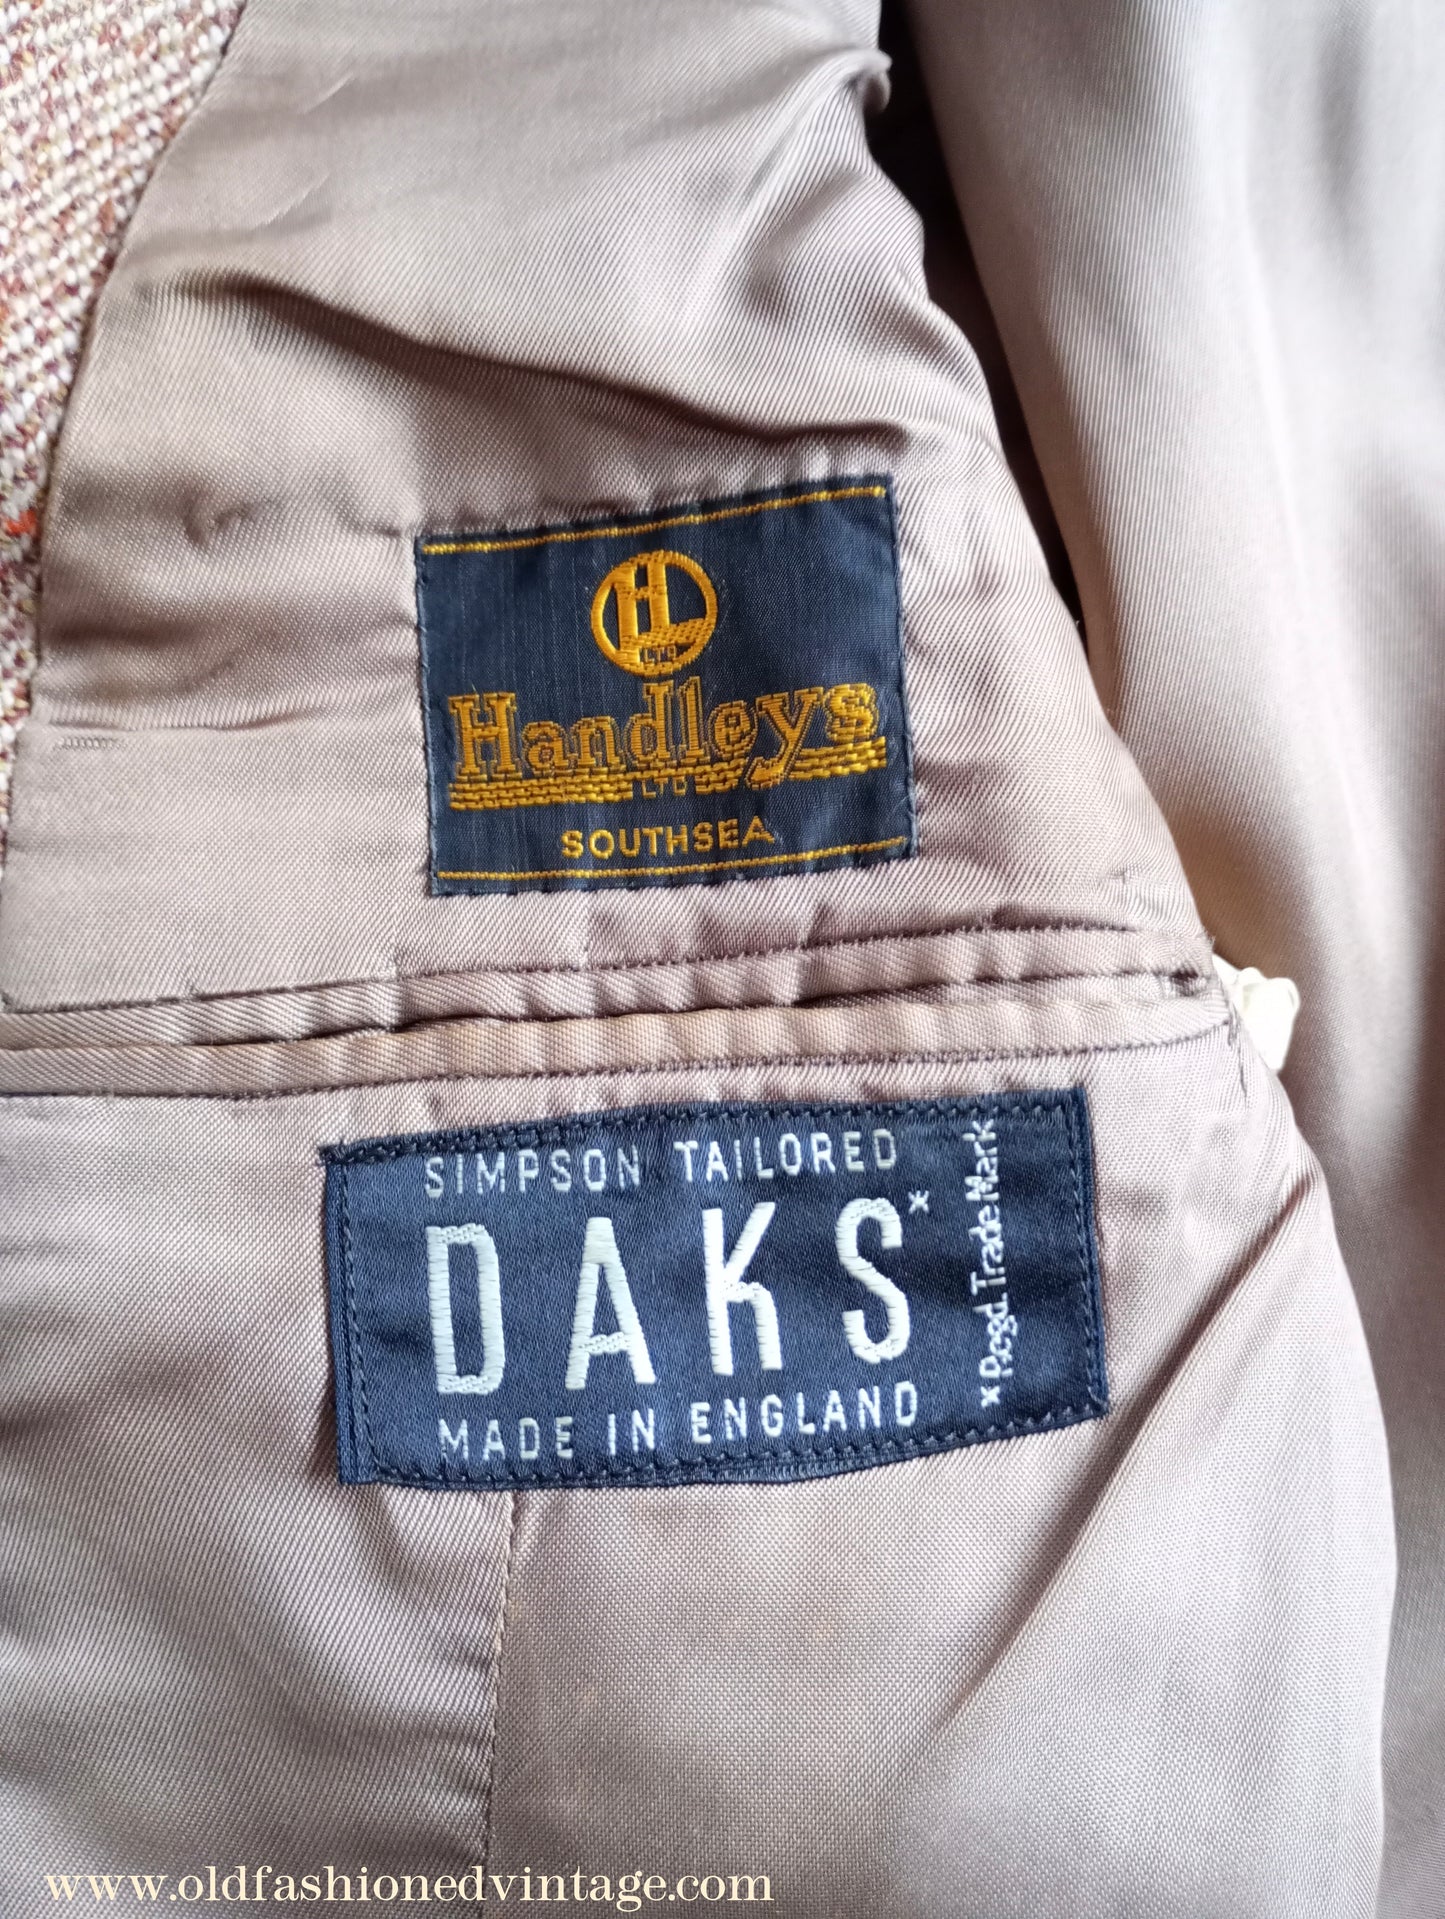 H
LTD
Handleys
LTD
SOUTHSEA
SIMPSON TAILORED
DAKS*
MADE IN ENGLAND
* Regd. Trade Mark
www.oldfashionedvintage.com